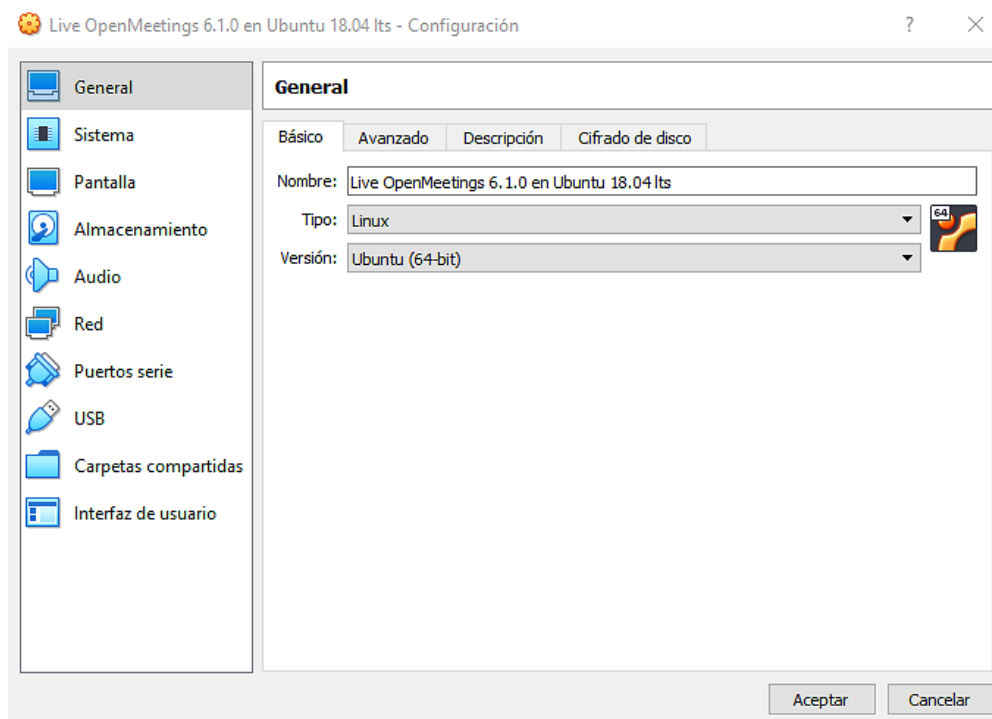 Live OpenMeetings 6.1.0 en Ubuntu 18.04 lts - Configuración
?
General
Sistema
Pantalla
Almacenamiento
Audio
Red
Puertos serie
USB
Carpetas compartidas
Interfaz de usuario
General
Básico Avanzado Descripción Cifrado de disco
Nombre: Live OpenMeetings 6.1.0 en Ubuntu 18.04 lts
Tipo: Linux
64
Versión: Ubuntu (64-bit)
Aceptar Cancelar